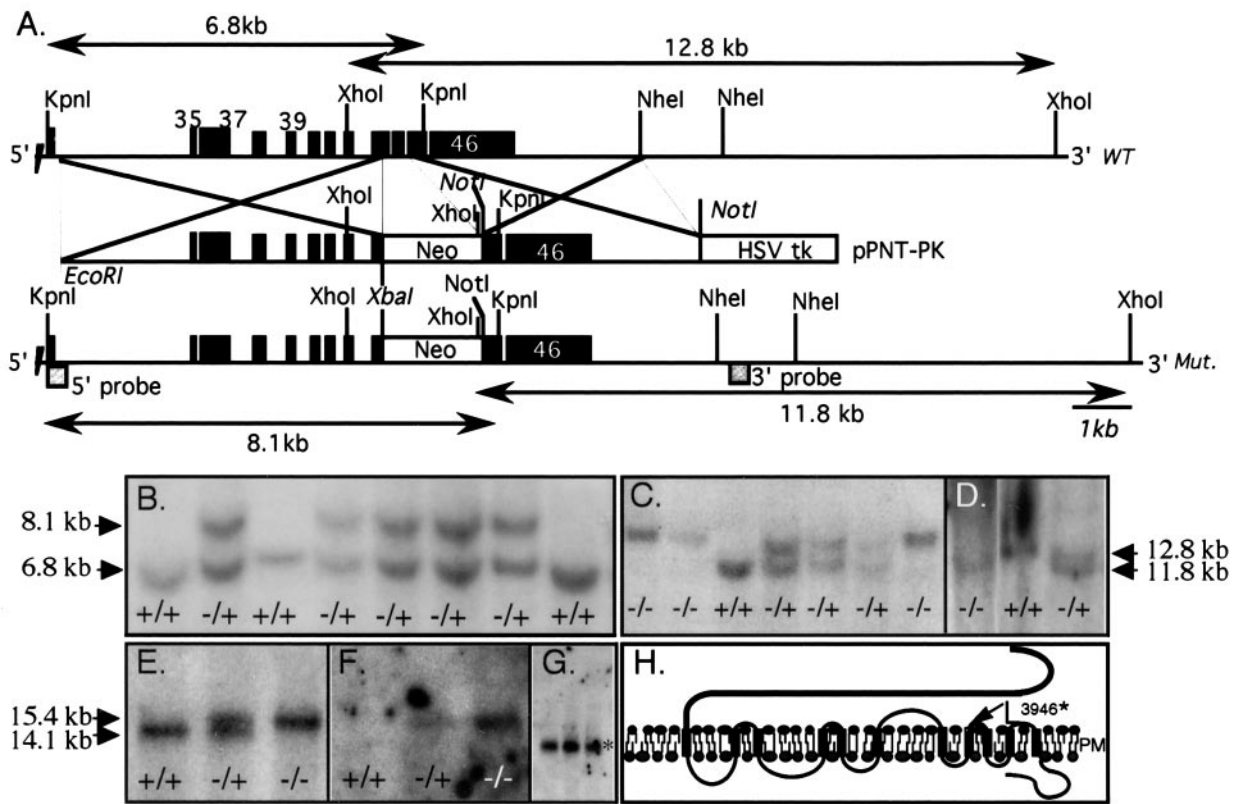 A.
6.8kb
12.8 kb
KpnI
XhoI
KpnI
NheI
NheI
XhoI
35 37 39
46
5' 3' WT
XhoI
NotI
XhoI
KpnI
NotI
Neo
46
HSV tk
pPNT-PK
EcoRI
KpnI
XhoI
XbaI
NotI
XhoI
KpnI
NheI
NheI
XhoI
Neo
46
5' 3' Mut.
5' probe
3' probe
11.8 kb
8.1kb
1kb
B.
8.1 kb
6.8 kb
+/+ -/+ +/+ -/+ -/+ -/+ -/+ +/+
C.
-/- -/- +/+ -/+ -/+ -/+ -/-
D.
12.8 kb
11.8 kb
-/- +/+ -/+
E.
15.4 kb
14.1 kb
+/+ -/+ -/-
F.
+/+ -/+ -/-
G.
*
H.
L3946*
PM